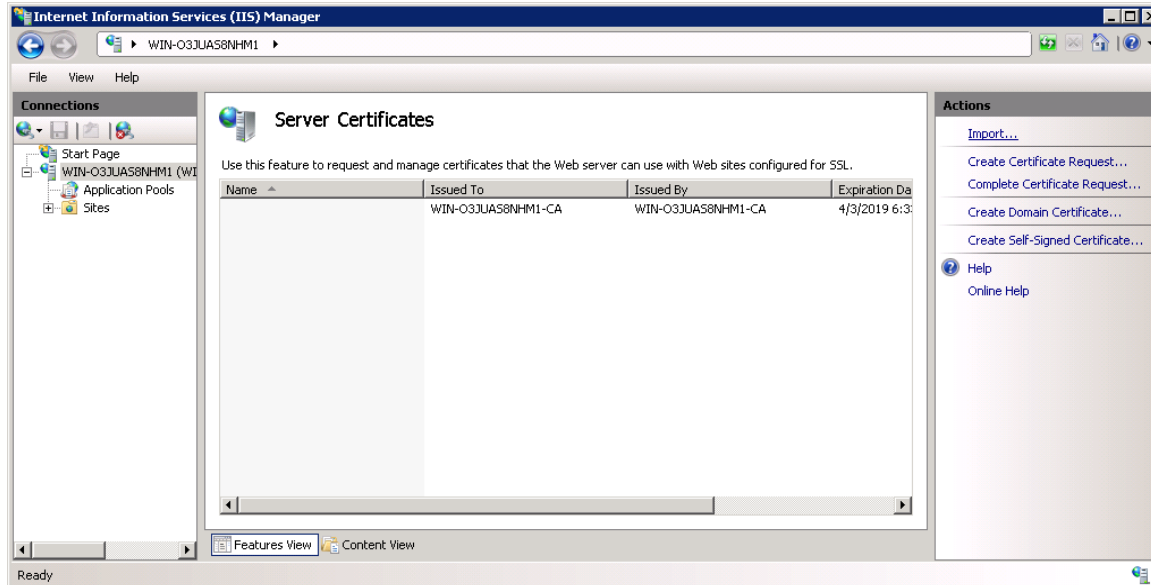 Internet Information Services (IIS) Manager
WIN-O3JUAS8NHM1
File View Help
Connections
Start Page
WIN-O3JUAS8NHM1 (WI
Application Pools
Sites
Server Certificates
Use this feature to request and manage certificates that the Web server can use with Web sites configured for SSL.
Name Issued To Issued By Expiration Da
WIN-O3JUAS8NHM1-CA WIN-O3JUAS8NHM1-CA 4/3/2019 6:3
Features View Content View
Actions
Import...
Create Certificate Request...
Complete Certificate Request...
Create Domain Certificate...
Create Self-Signed Certificate...
Help
Online Help
Ready